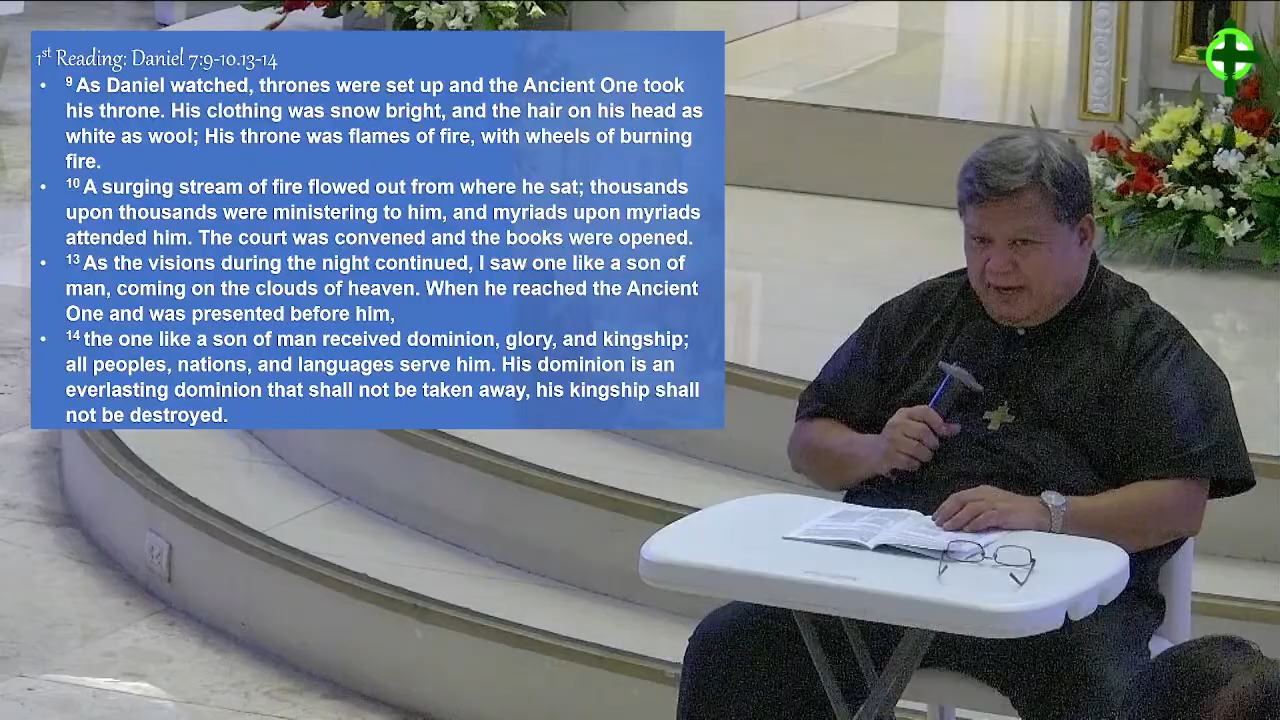 1st Reading: Daniel 7:9-10.13-14
• 9 As Daniel watched, thrones were set up and the Ancient One took
his throne. His clothing was snow bright, and the hair on his head as
white as wool; His throne was flames of fire, with wheels of burning
fire.
• 10 A surging stream of fire flowed out from where he sat; thousands
upon thousands were ministering to him, and myriads upon myriads
attended him. The court was convened and the books were opened.
• 13 As the visions during the night continued, I saw one like a son of
man, coming on the clouds of heaven. When he reached the Ancient
One and was presented before him,
• 14 the one like a son of man received dominion, glory, and kingship;
all peoples, nations, and languages serve him. His dominion is an
everlasting dominion that shall not be taken away, his kingship shall
not be destroyed.